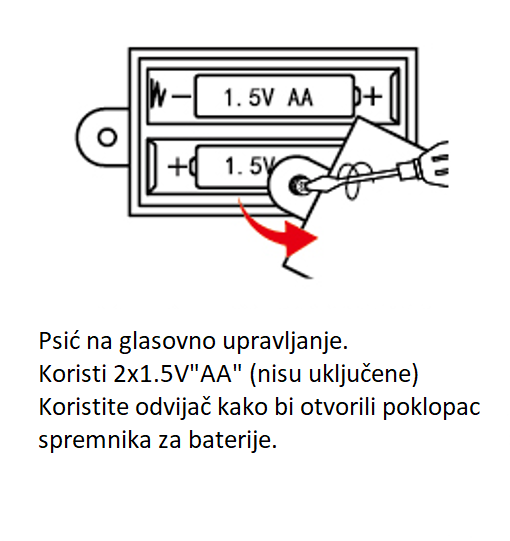 − 1.5V AA +
+ 1.5V
Psić na glasovno upravljanje.
Koristi 2x1.5V"AA" (nisu uključene)
Koristite odvijač kako bi otvorili poklopac
spremnika za baterije.